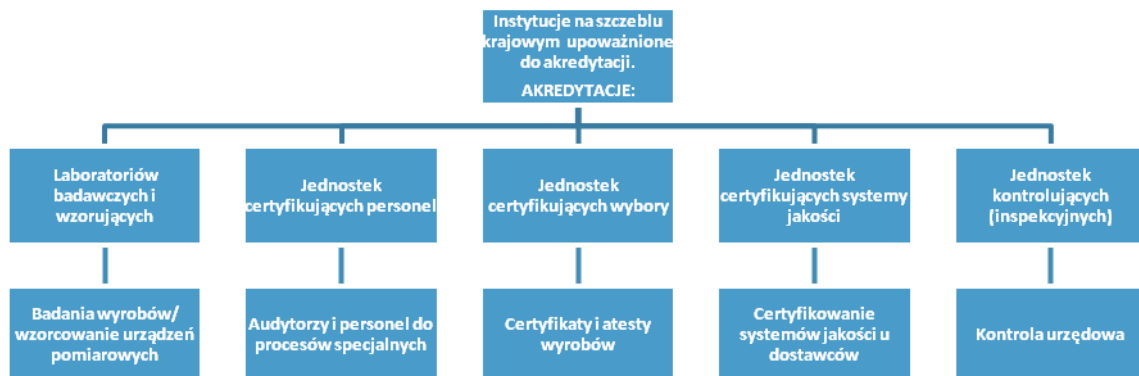 Instytucje na szczeblu
krajowym upoważnione
do akredytacji.
AKREDYTACJE:
Laboratoriów
badawczych i
wzorujących
Jednostek
certyfikujących personel
Jednostek
certyfikujących wybory
Jednostek
certyfikujących systemy
jakości
Jednostek
kontrolujących
(inspekcyjnych)
Badania wyrobów/
wzorcowanie urządzeń
pomiarowych
Audytorzy i personel do
procesów specjalnych
Certyfikaty i atesty
wyrobów
Certyfikowanie
systemów jakości u
dostawców
Kontrola urzędowa